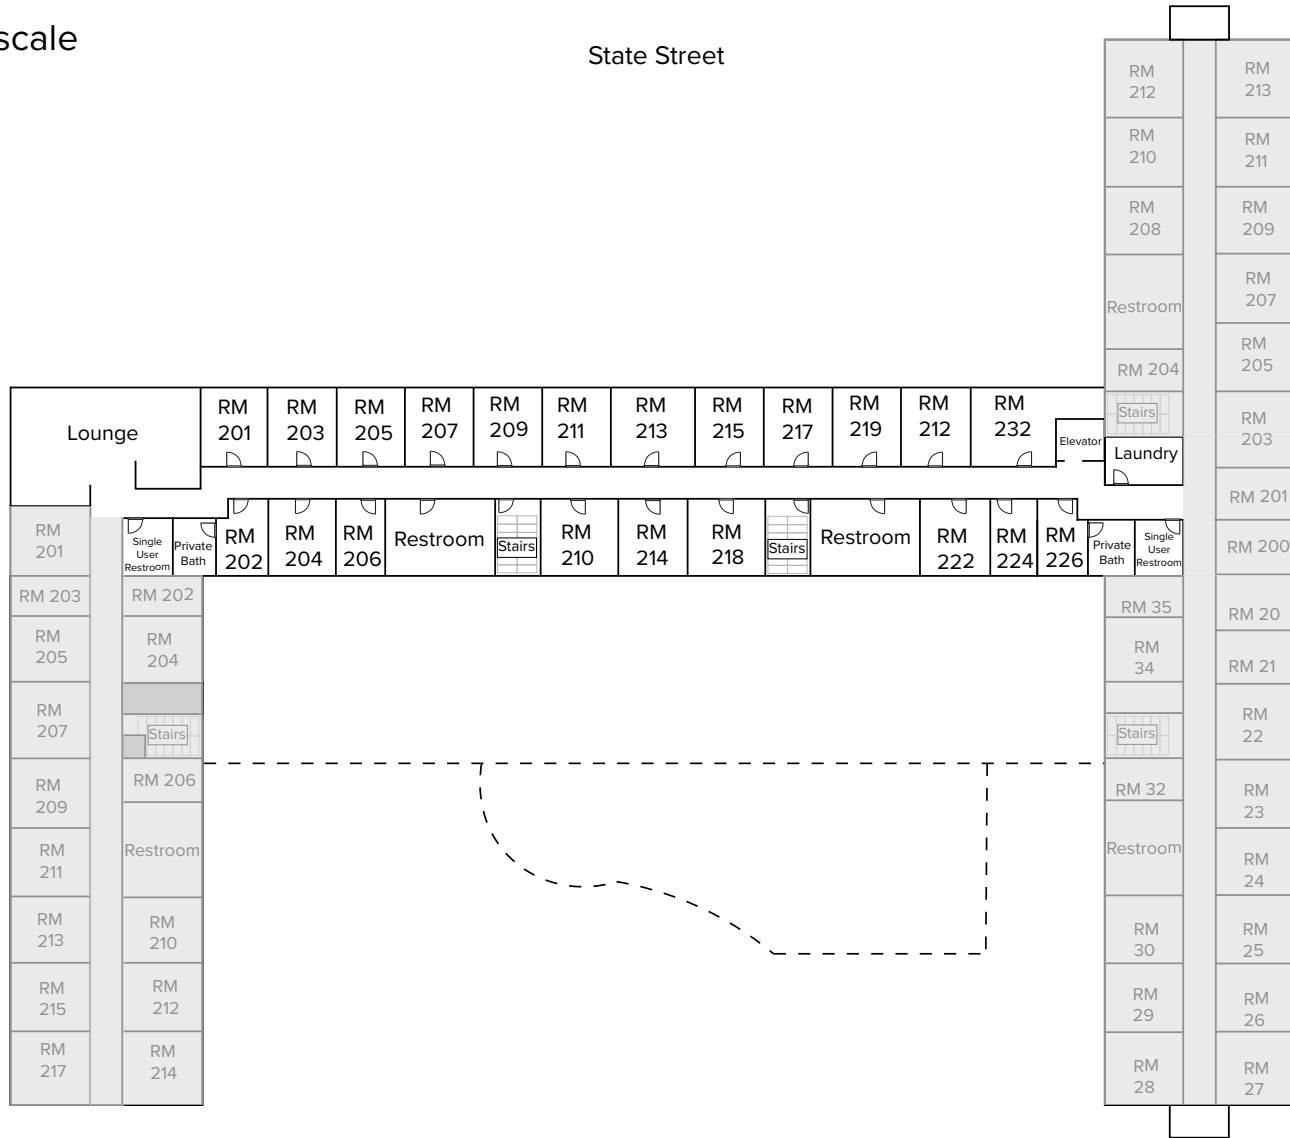 scale
State Street
RM
212
RM
213
RM
210
RM
211
RM
208
RM
209
Restroom
RM
207
RM 204
RM
205
Stairs
RM
203
Lounge
RM
201
RM
203
RM
205
RM
207
RM
209
RM
211
RM
213
RM
215
RM
217
RM
219
RM
212
RM
232
Elevator
Laundry
RM 201
RM
201
Single
User
Restroom
Private
Bath
RM
202
RM
204
RM
206
Restroom
Stairs
RM
210
RM
214
RM
218
Stairs
Restroom
RM
222
RM
224
RM
226
Private
Bath
Single
User
Restroom
RM 200
RM 203
RM 202
RM 35
RM 20
RM
205
RM
204
RM
34
RM 21
RM
207
Stairs
Stairs
RM
22
RM
209
RM 206
RM 32
RM
23
RM
211
Restroom
Restroom
RM
24
RM
213
RM
210
RM
30
RM
25
RM
215
RM
212
RM
29
RM
26
RM
217
RM
214
RM
28
RM
27